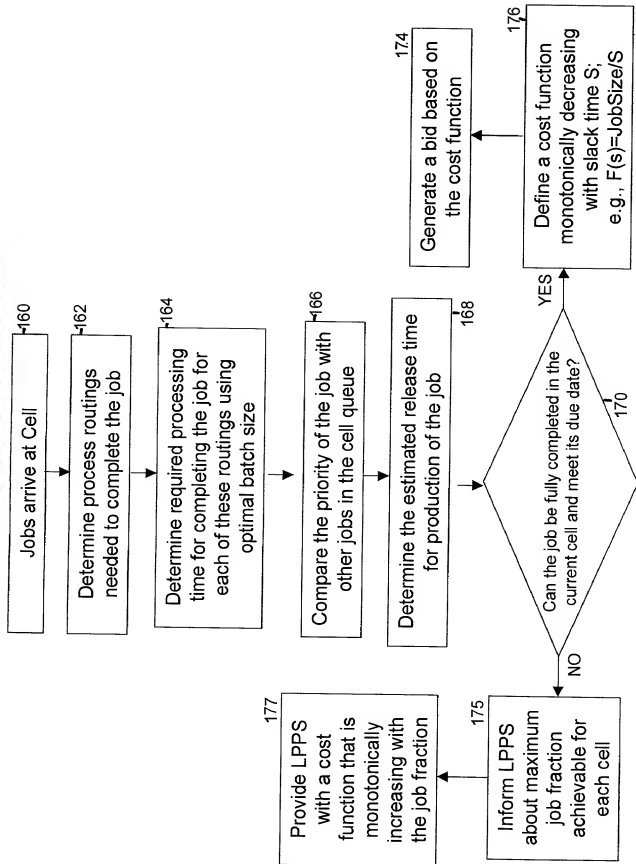 Jobs arrive at Cell
160
Determine process routings
needed to complete the job
162
Determine required processing
time for completing the job for
each of these routings using
optimal batch size
164
Compare the priority of the job with
other jobs in the cell queue
166
Determine the estimated release time
for production of the job
168
Can the job be fully completed in the
current cell and meet its due date?
170
NO
YES
Inform LPPS
about maximum
job fraction
achievable for
each cell
175
Provide LPPS
with a cost
function that is
monotonically
increasing with
the job fraction
177
Define a cost function
monotonically decreasing
with slack time S;
e.g., F(s)=JobSize/S
176
Generate a bid based on
the cost function
174